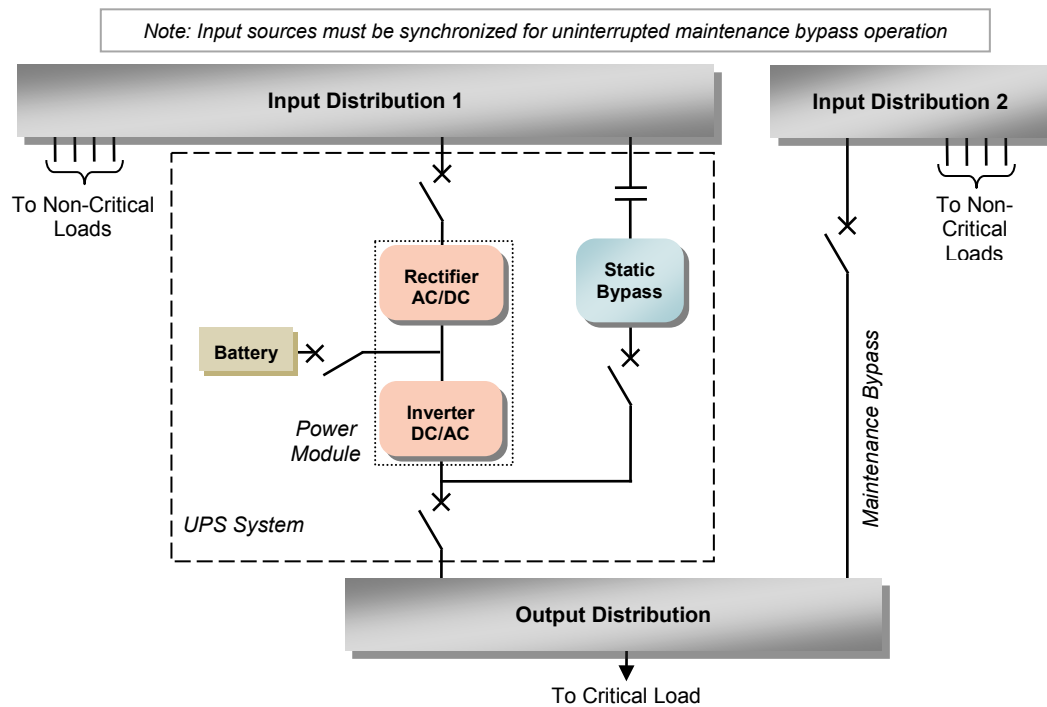 Note: Input sources must be synchronized for uninterrupted maintenance bypass operation
Input Distribution 1
Input Distribution 2
To Non-Critical
Loads
To Non-
Critical
Loads
Rectifier
AC/DC
Static
Bypass
Battery
Inverter
DC/AC
Power
Module
Maintenance Bypass
UPS System
Output Distribution
To Critical Load